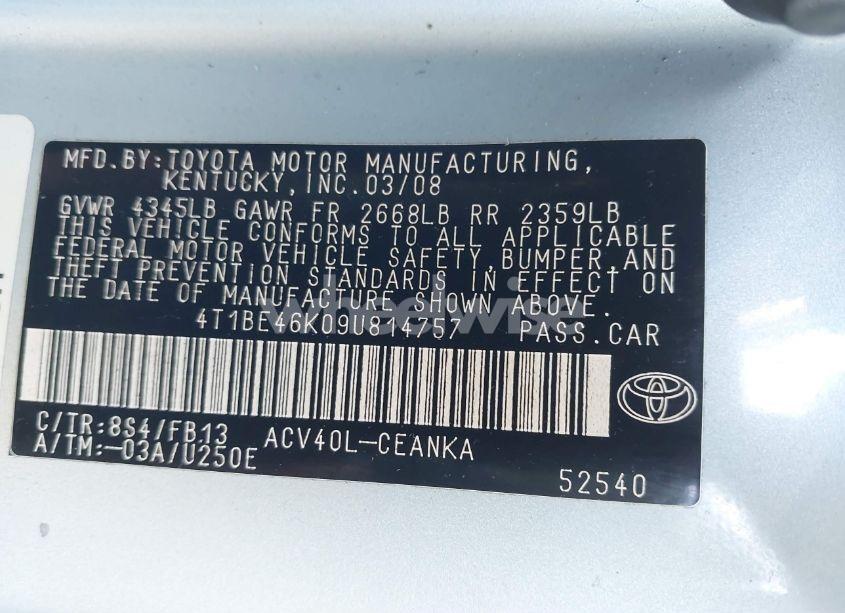 MFD.BY:TOYOTA MOTOR MANUFACTURING,
KENTUCKY,INC.03/08
GVWR 4345LB GAWR FR 2668LB RR 2359LB
THIS VEHICLE CONFORMS TO ALL APPLICABLE
FEDERAL MOTOR VEHICLE SAFETY,BUMPER,AND
THEFT PREVENTION STANDARDS IN EFFECT ON
THE DATE OF MANUFACTURE SHOWN ABOVE.
wheelwise
4T1BE46K09U814757 PASS.CAR
C/TR:8S4/FB13 ACV40L-CEANKA
A/TM:-03A/U250E
52540